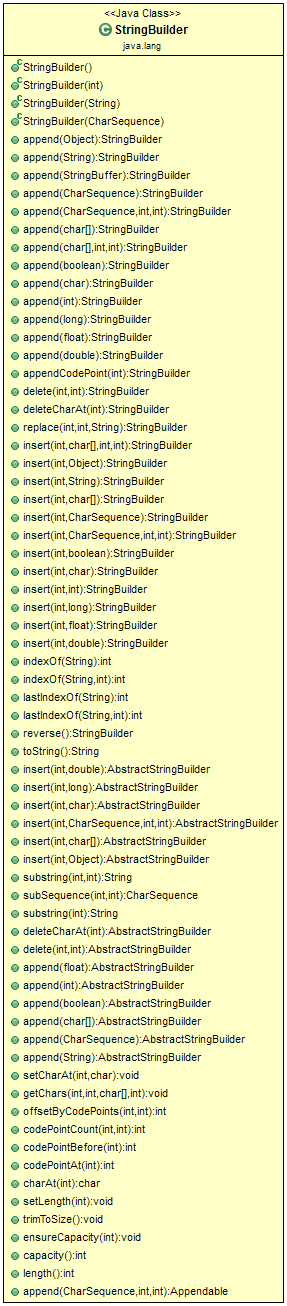 <<Java Class>>
StringBuilder
java.lang
StringBuilder()
StringBuilder(int)
StringBuilder(String)
StringBuilder(CharSequence)
append(Object):StringBuilder
append(String):StringBuilder
append(StringBuffer):StringBuilder
append(CharSequence):StringBuilder
append(CharSequence,int,int):StringBuilder
append(char[]):StringBuilder
append(char[],int,int):StringBuilder
append(boolean):StringBuilder
append(char):StringBuilder
append(int):StringBuilder
append(long):StringBuilder
append(float):StringBuilder
append(double):StringBuilder
appendCodePoint(int):StringBuilder
delete(int,int):StringBuilder
deleteCharAt(int):StringBuilder
replace(int,int,String):StringBuilder
insert(int,char[],int,int):StringBuilder
insert(int,Object):StringBuilder
insert(int,String):StringBuilder
insert(int,char[]):StringBuilder
insert(int,CharSequence):StringBuilder
insert(int,CharSequence,int,int):StringBuilder
insert(int,boolean):StringBuilder
insert(int,char):StringBuilder
insert(int,int):StringBuilder
insert(int,long):StringBuilder
insert(int,float):StringBuilder
insert(int,double):StringBuilder
indexOf(String):int
indexOf(String,int):int
lastIndexOf(String):int
lastIndexOf(String,int):int
reverse():StringBuilder
toString():String
insert(int,double):AbstractStringBuilder
insert(int,long):AbstractStringBuilder
insert(int,char):AbstractStringBuilder
insert(int,CharSequence,int,int):AbstractStringBuilder
insert(int,char[]):AbstractStringBuilder
insert(int,Object):AbstractStringBuilder
substring(int,int):String
subSequence(int,int):CharSequence
substring(int):String
deleteCharAt(int):AbstractStringBuilder
delete(int,int):AbstractStringBuilder
append(float):AbstractStringBuilder
append(int):AbstractStringBuilder
append(boolean):AbstractStringBuilder
append(char[]):AbstractStringBuilder
append(CharSequence):AbstractStringBuilder
append(String):AbstractStringBuilder
setCharAt(int,char):void
getChars(int,int,char[],int):void
offsetByCodePoints(int,int):int
codePointCount(int,int):int
codePointBefore(int):int
codePointAt(int):int
charAt(int):char
setLength(int):void
trimToSize():void
ensureCapacity(int):void
capacity():int
length():int
append(CharSequence,int,int):Appendable